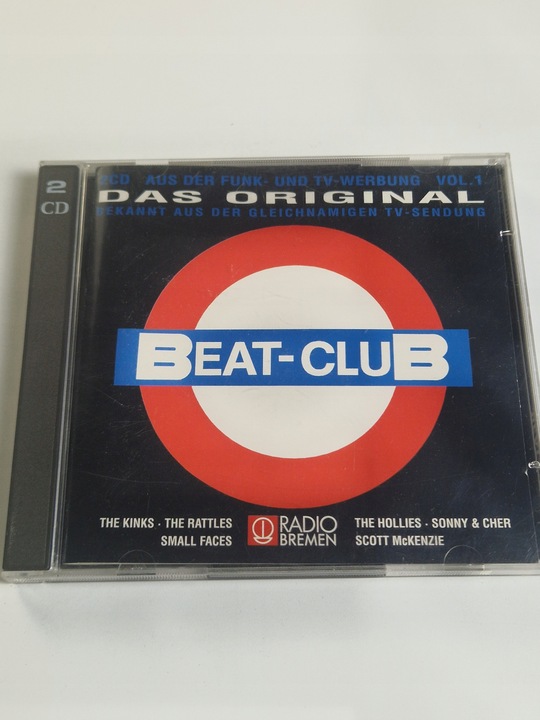 2
CD
2CD AUS DER FUNK- UND TV-WERBUNG VOL.1
DAS ORIGINAL
BEKANNT AUS DER GLEICHNAMIGEN TV-SENDUNG
BEAT-CLUB
THE KINKS · THE RATTLES
SMALL FACES
RADIO
BREMEN
THE HOLLIES · SONNY & CHER
SCOTT McKENZIE